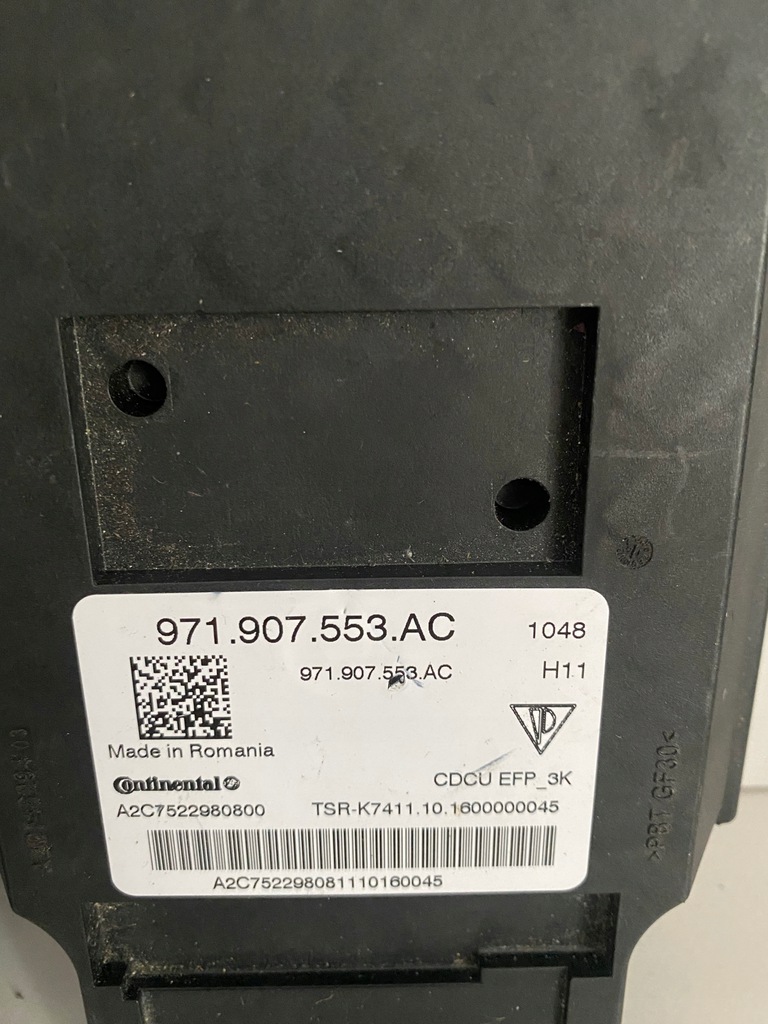 971.907.553.AC 1048
971.907.553.AC H11
Made in Romania
Continental CDCU EFP_3K
A2C7522980800 TSR-K7411.10.1600000045
A2C752298081110160045
>PBT GF30<